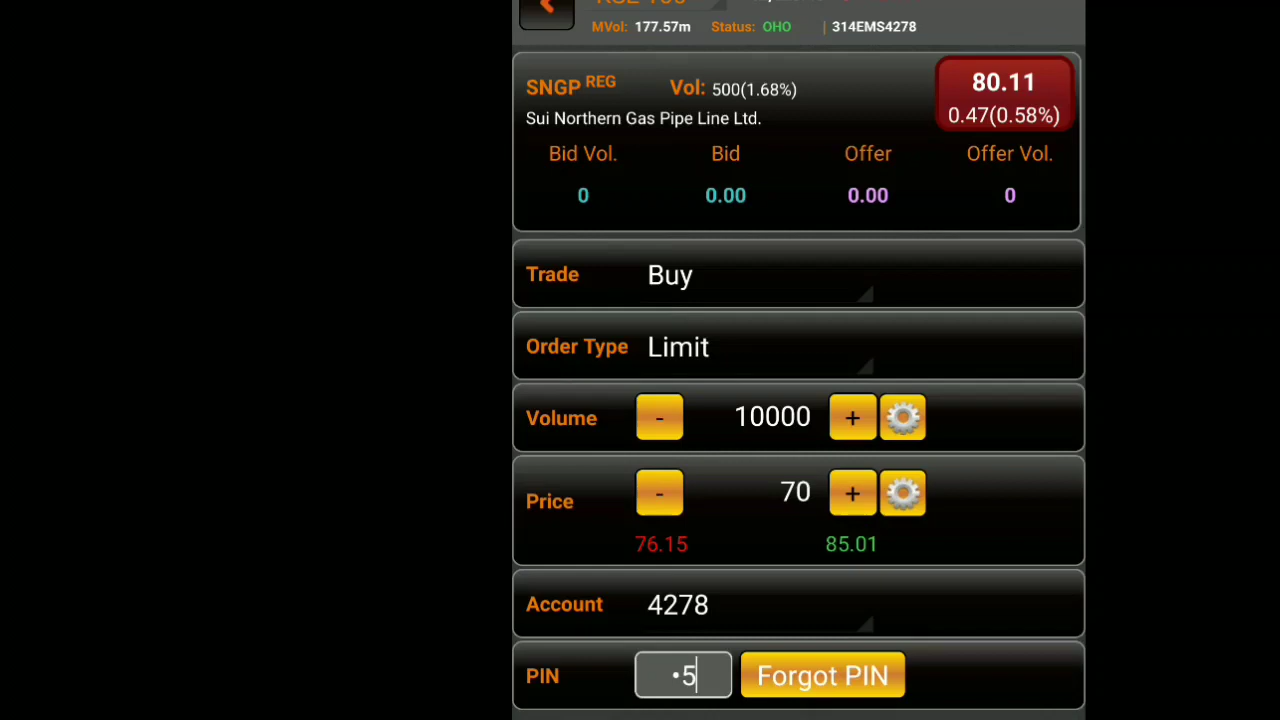 MVol: 177.57m Status: OHO | 314EMS4278
SNGP REG Vol: 500(1.68%) 80.11
0.47(0.58%)
Sui Northern Gas Pipe Line Ltd.
Bid Vol. Bid Offer Offer Vol.
0 0.00 0.00 0
Trade Buy
Order Type Limit
Volume - 10000 +
Price - 70 +
76.15 85.01
Account 4278
PIN •5 Forgot PIN